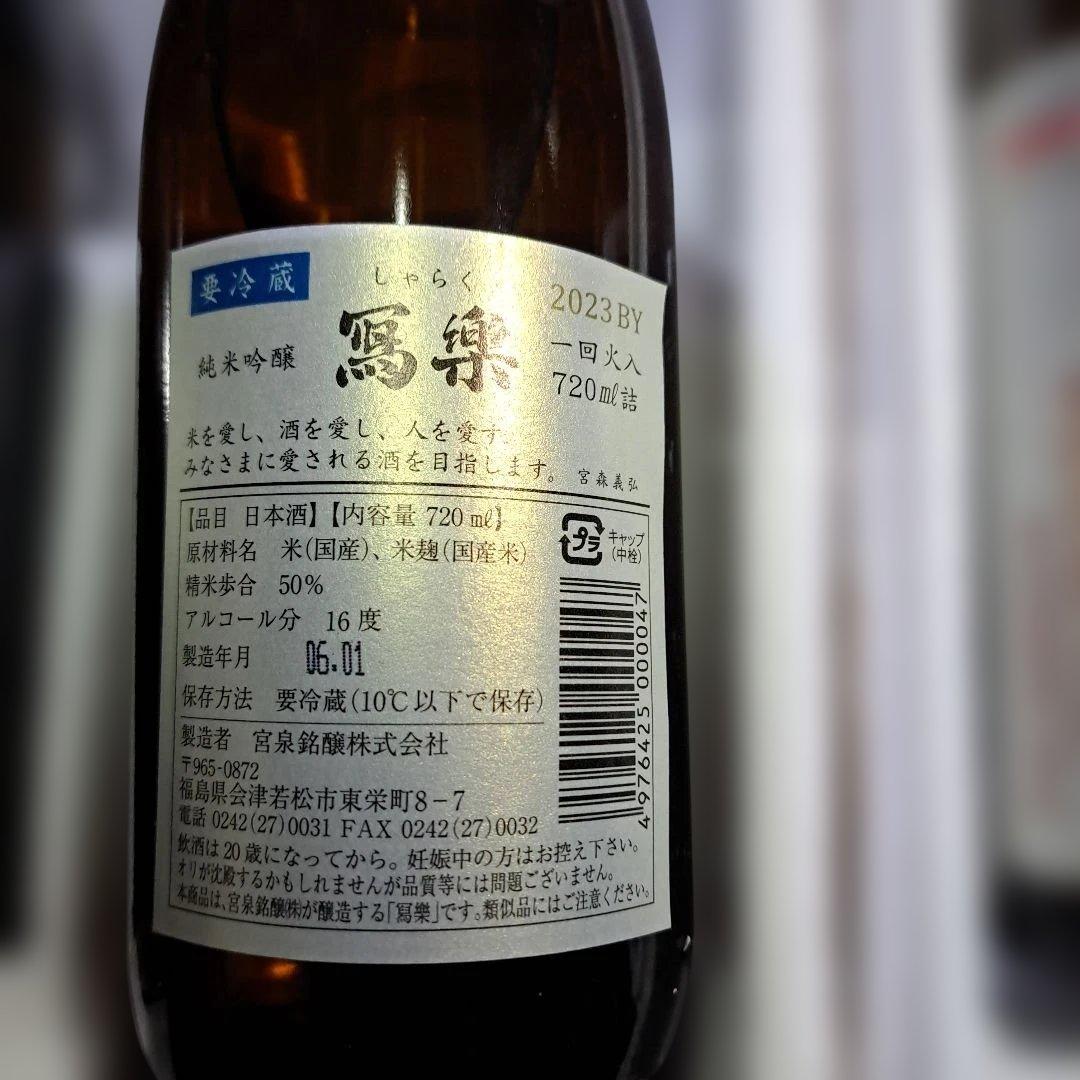 要冷蔵
しゃらく
2023BY
純米吟醸
寫樂
一回火入
720㎖詰
米を愛し、酒を愛し、人を愛す。
みなさまに愛される酒を目指します。 宮森義弘
【品目 日本酒】【内容量 720㎖】
原材料名 米(国産)、米麹(国産米)
精米歩合 50%
アルコール分 16度
製造年月 06.01
保存方法 要冷蔵(10℃以下で保存)
プラ
キャップ
(中栓)
4976425 000047
製造者 宮泉銘醸株式会社
〒965-0872
福島県会津若松市東栄町8−7
電話 0242(27)0031 FAX 0242(27)0032
飲酒は20歳になってから。妊娠中の方はお控え下さい。
オリが沈殿するかもしれませんが品質等には問題ございません。
本商品は、宮泉銘醸㈱が醸造する「冩樂」です。類似品にはご注意ください。